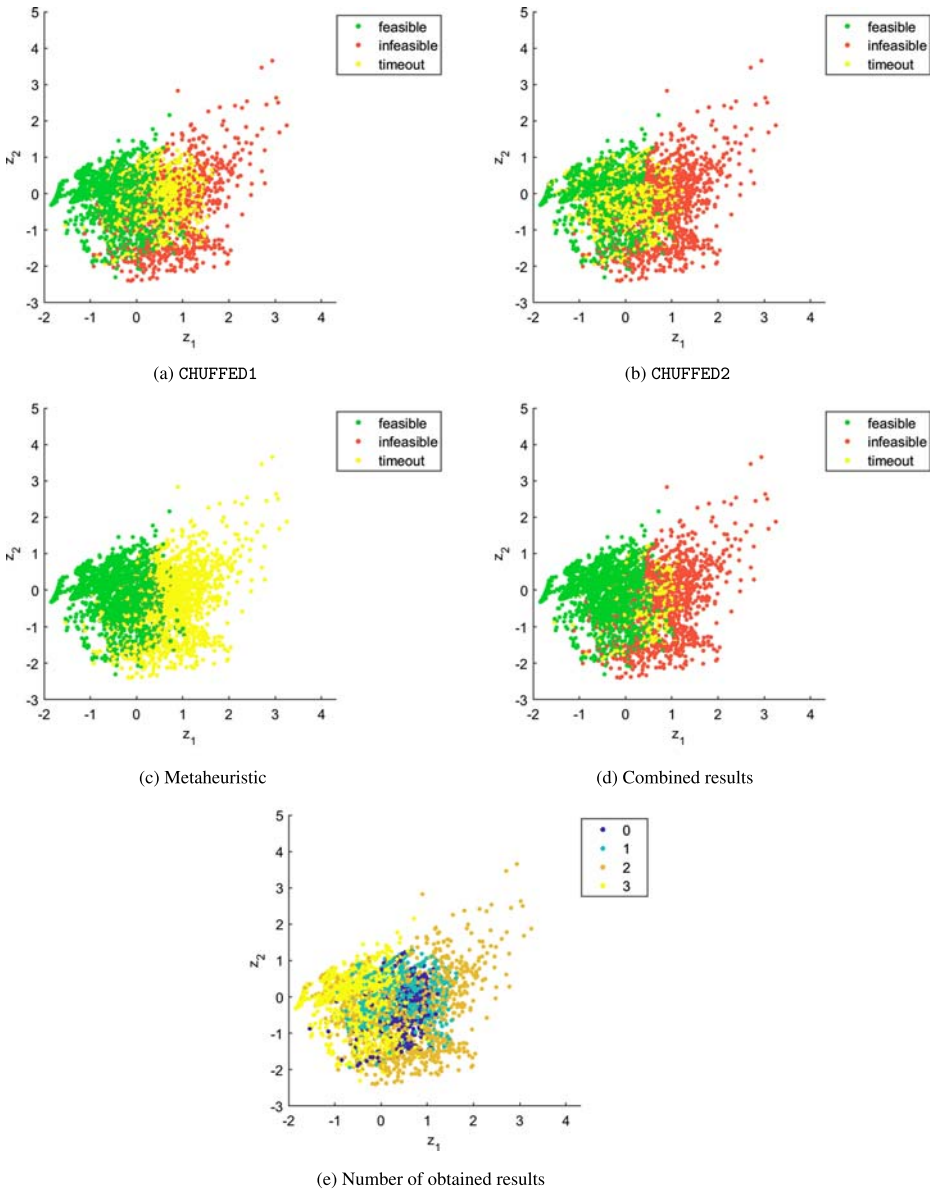 5
4
3
2
1
0
-1
-2
-3
z2
-2 -1 0 1 2 3 4
z1
feasible
infeasible
timeout
(a) CHUFFED1
5
4
3
2
1
0
-1
-2
-3
z2
-2 -1 0 1 2 3 4
z1
feasible
infeasible
timeout
(b) CHUFFED2
5
4
3
2
1
0
-1
-2
-3
z2
-2 -1 0 1 2 3 4
z1
feasible
infeasible
timeout
(c) Metaheuristic
5
4
3
2
1
0
-1
-2
-3
z2
-2 -1 0 1 2 3 4
z1
feasible
infeasible
timeout
(d) Combined results
5
4
3
2
1
0
-1
-2
-3
z2
-2 -1 0 1 2 3 4
z1
0
1
2
3
(e) Number of obtained results